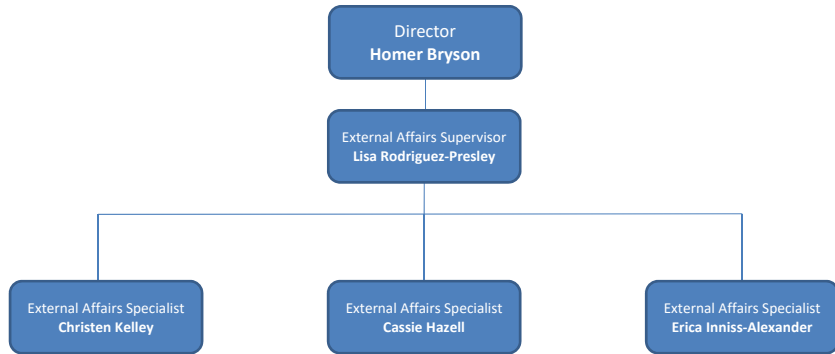 Director
Homer Bryson
External Affairs Supervisor
Lisa Rodriguez-Presley
External Affairs Specialist
Christen Kelley
External Affairs Specialist
Cassie Hazell
External Affairs Specialist
Erica Inniss-Alexander